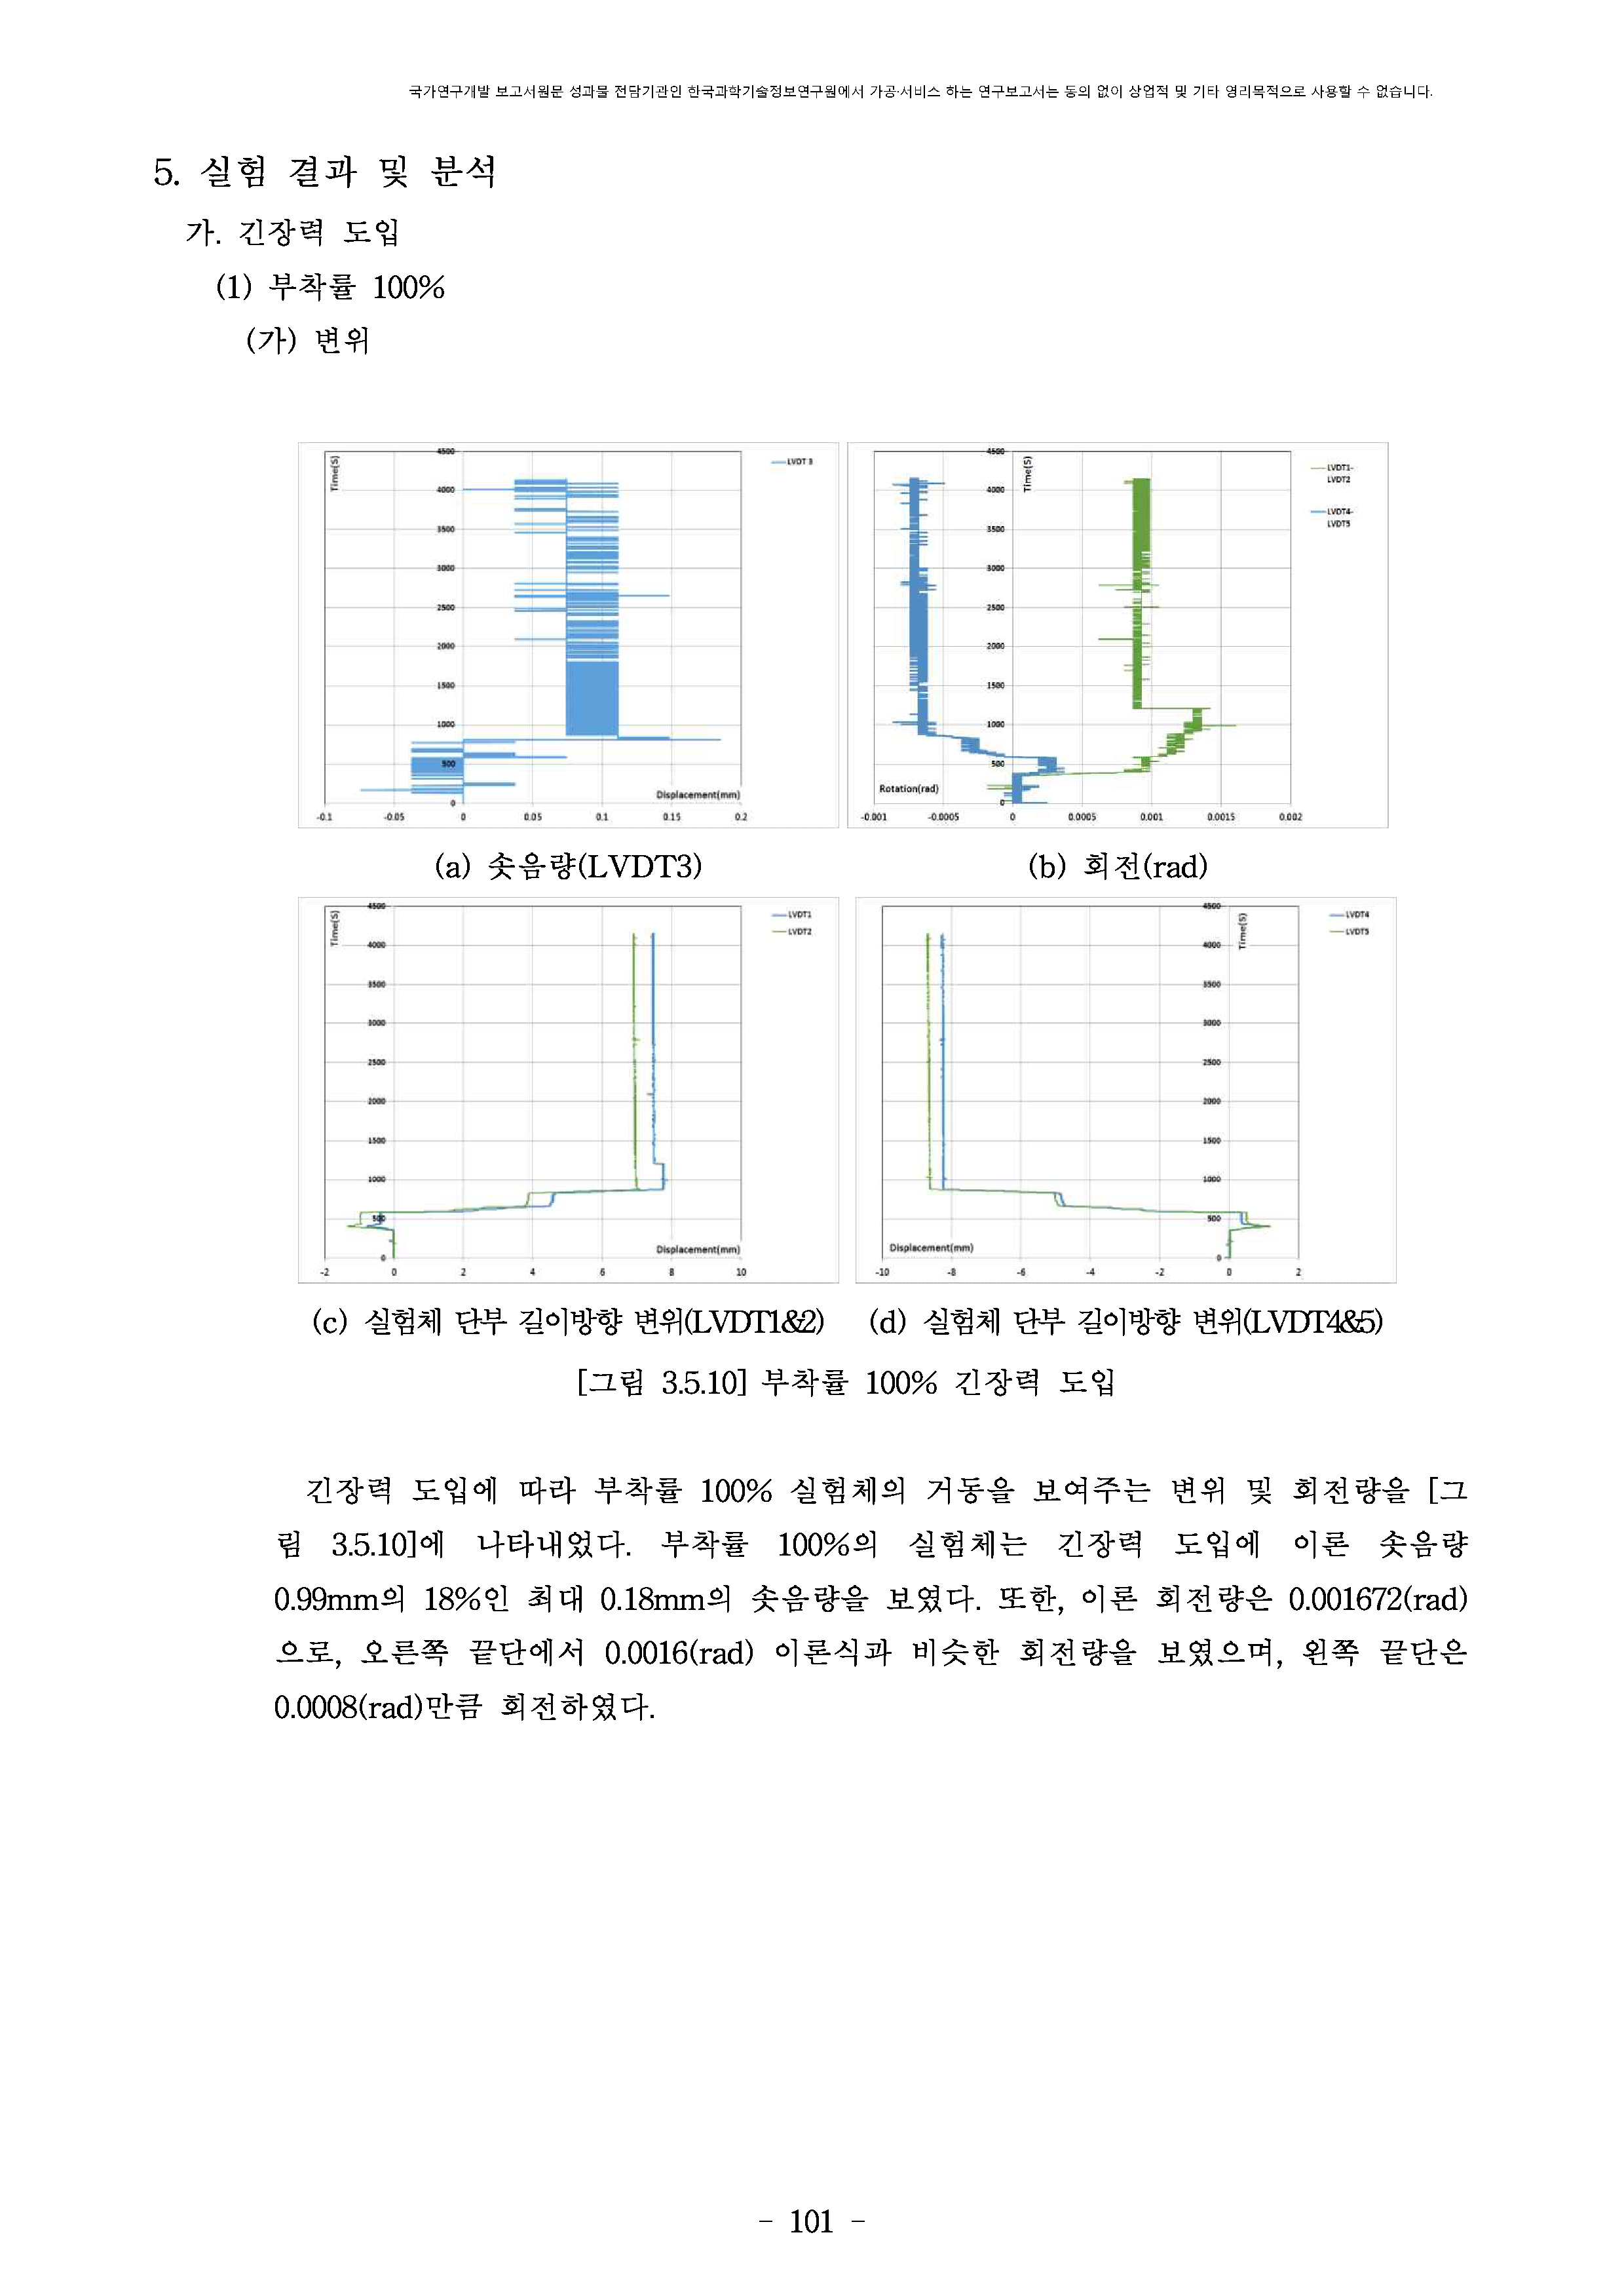 국가연구개발 보고서원문 성과물 전담기관인 한국과학기술정보연구원에서 가공·서비스 하는 연구보고서는 동의 없이 상업적 및 기타 영리목적으로 사용할 수 없습니다.
5. 실험 결과 및 분석
가. 긴장력 도입
(1) 부착률 100%
(가) 변위
Time(S)
4500
4000
3500
3000
2500
2000
1500
1000
500
0
-0.1 -0.05 0 0.05 0.1 0.15 0.2
Displacement(mm)
LVDT 3
Time(S)
4500
4000
3500
3000
2500
2000
1500
1000
500
0
-0.001 -0.0005 0 0.0005 0.001 0.0015 0.002
Rotation(rad)
LVDT1-
LVDT2
LVDT4-
LVDT5
(a) 솟음량(LVDT3) (b) 회전(rad)
Time(S)
4500
4000
3500
3000
2500
2000
1500
1000
500
0
-2 0 2 4 6 8 10
Displacement(mm)
LVDT1
LVDT2
Time(S)
4500
4000
3500
3000
2500
2000
1500
1000
500
0
-10 -8 -6 -4 -2 0 2
Displacement(mm)
LVDT4
LVDT5
(c) 실험체 단부 길이방향 변위(LVDT1&2) (d) 실험체 단부 길이방향 변위(LVDT4&5)
[그림 3.5.10] 부착률 100% 긴장력 도입
긴장력 도입에 따라 부착률 100% 실험체의 거동을 보여주는 변위 및 회전량을 [그
림 3.5.10]에 나타내었다. 부착률 100%의 실험체는 긴장력 도입에 이론 솟음량
0.99mm의 18%인 최대 0.18mm의 솟음량을 보였다. 또한, 이론 회전량은 0.001672(rad)
으로, 오른쪽 끝단에서 0.0016(rad) 이론식과 비슷한 회전량을 보였으며, 왼쪽 끝단은
0.0008(rad)만큼 회전하였다.
- 101 -